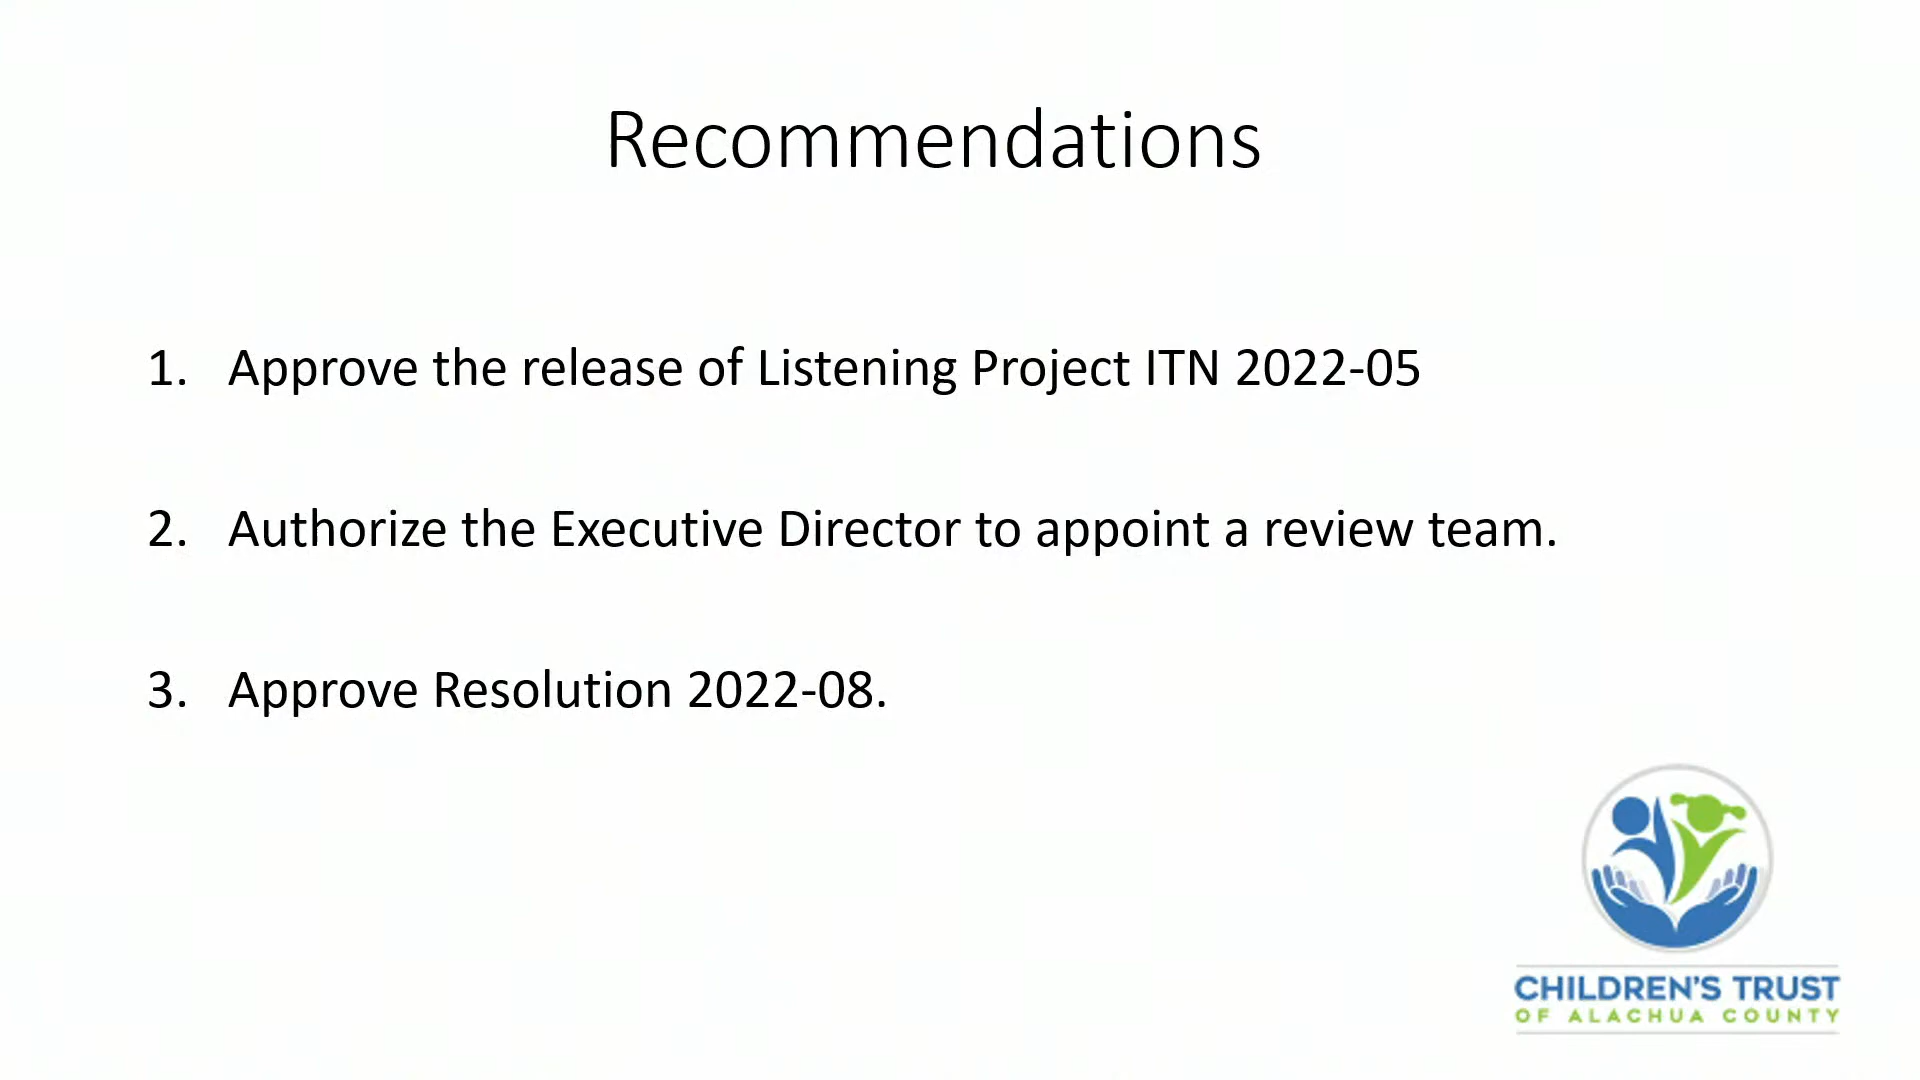 Recommendations
1. Approve the release of Listening Project ITN 2022-05
2. Authorize the Executive Director to appoint a review team.
3. Approve Resolution 2022-08.
CHILDREN'S TRUST
OF ALACHUA COUNTY